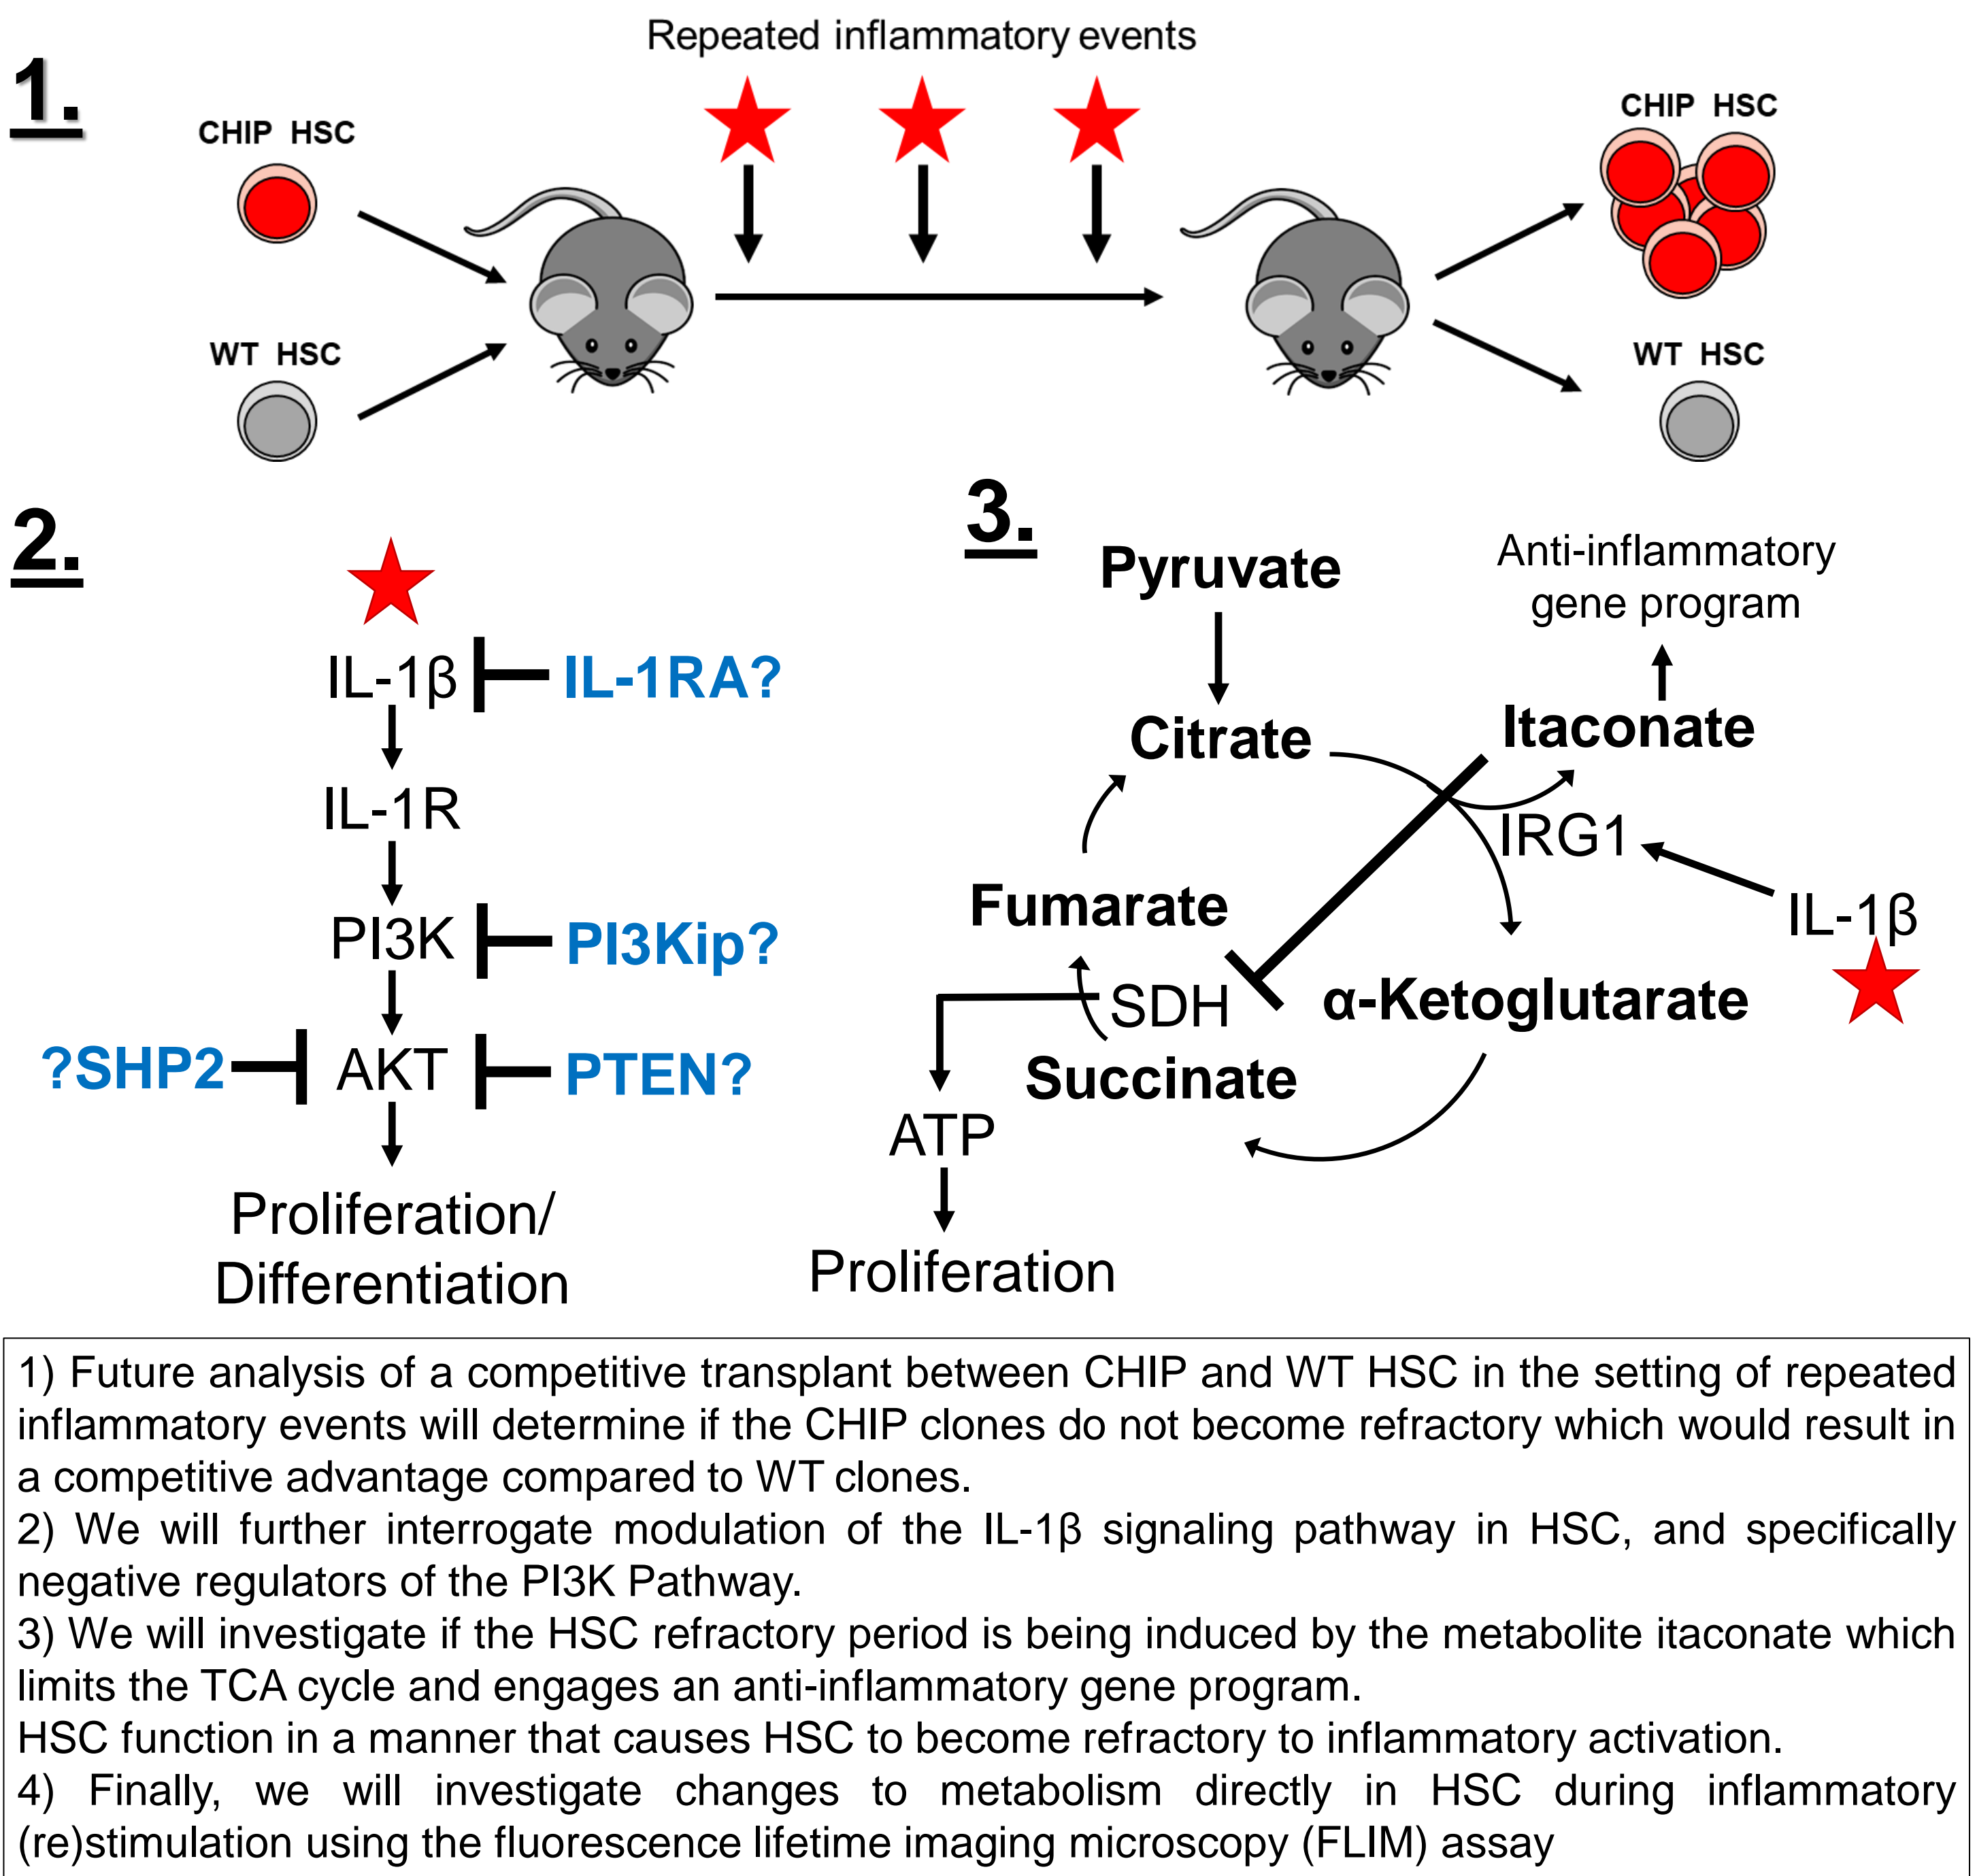 Repeated inflammatory events
1.
CHIP HSC
CHIP HSC
WT HSC
WT HSC
2.
IL-1β
IL-1RA?
IL-1R
PI3K
PI3Kip?
?SHP2
AKT
PTEN?
Proliferation/
Differentiation
3.
Pyruvate
Anti-inflammatory
gene program
Citrate
Itaconate
IRG1
Fumarate
IL-1β
SDH
α-Ketoglutarate
Succinate
ATP
Proliferation
1) Future analysis of a competitive transplant between CHIP and WT HSC in the setting of repeated
inflammatory events will determine if the CHIP clones do not become refractory which would result in
a competitive advantage compared to WT clones.
2) We will further interrogate modulation of the IL-1β signaling pathway in HSC, and specifically
negative regulators of the PI3K Pathway.
3) We will investigate if the HSC refractory period is being induced by the metabolite itaconate which
limits the TCA cycle and engages an anti-inflammatory gene program.
HSC function in a manner that causes HSC to become refractory to inflammatory activation.
4) Finally, we will investigate changes to metabolism directly in HSC during inflammatory
(re)stimulation using the fluorescence lifetime imaging microscopy (FLIM) assay